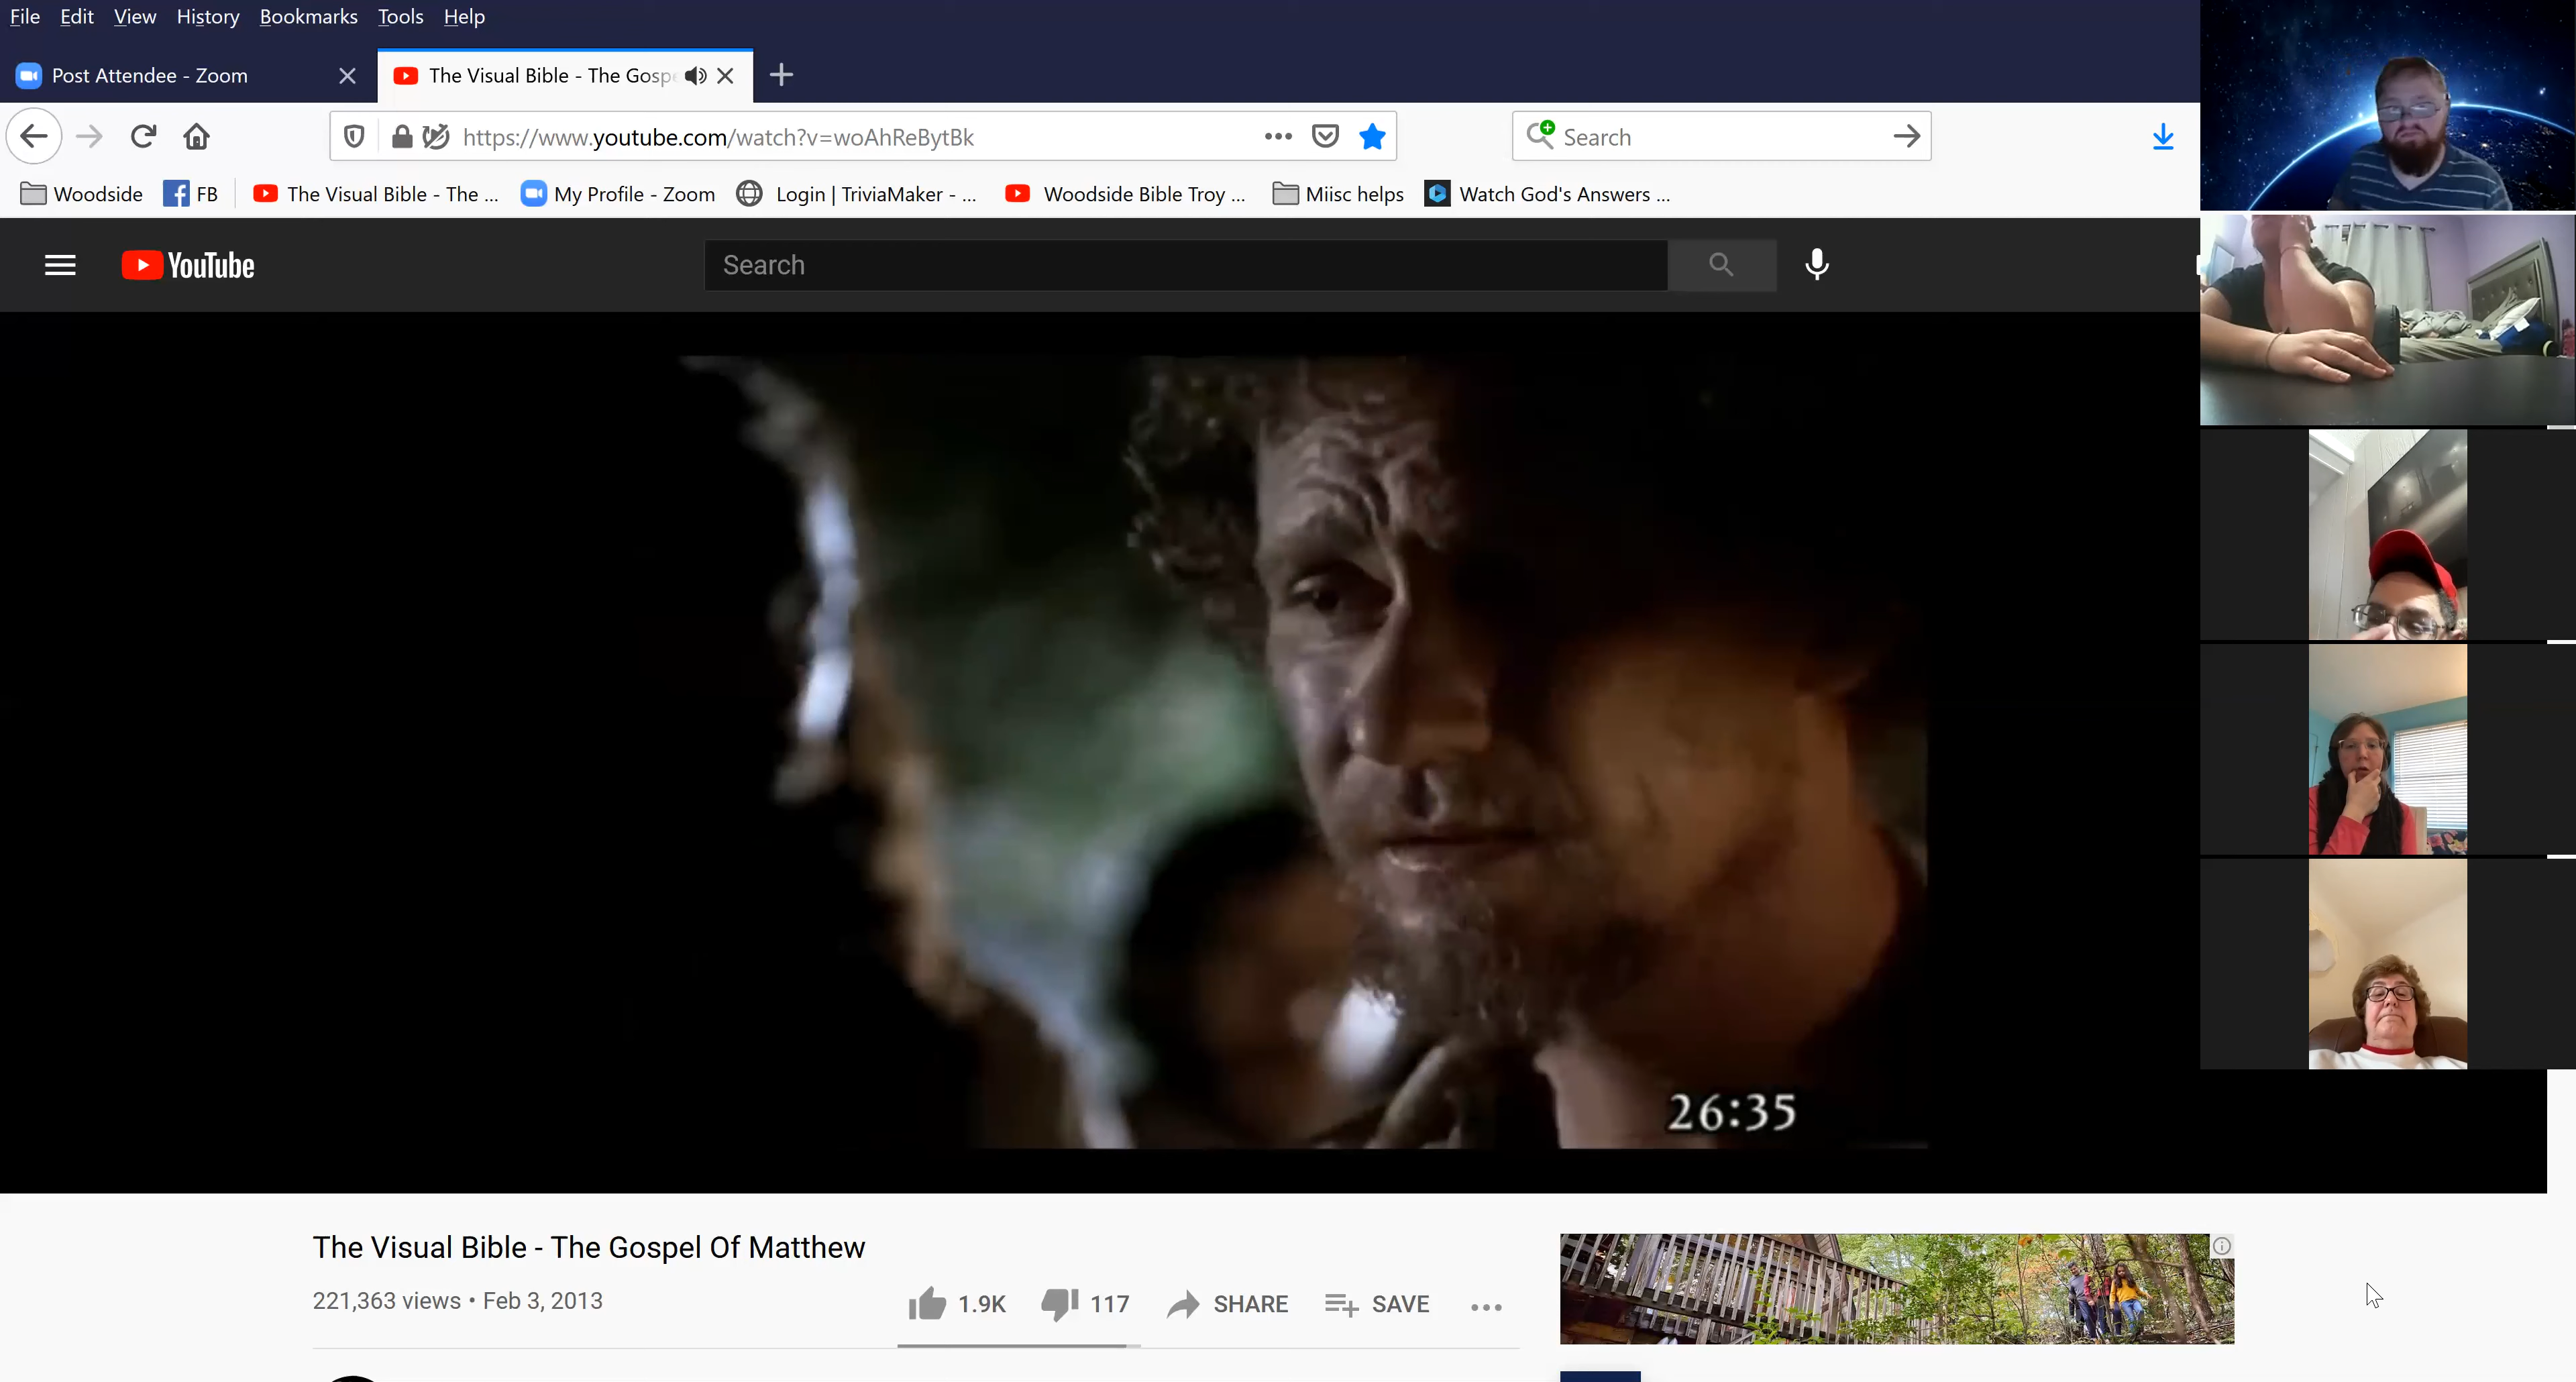 File Edit View History Bookmarks Tools Help
Post Attendee - Zoom
The Visual Bible - The Gosp
https://www.youtube.com/watch?v=woAhReBytBk
Search
Woodside
FB
The Visual Bible - The ...
My Profile - Zoom
Login | TriviaMaker - ...
Woodside Bible Troy ...
Miisc helps
Watch God's Answers ...
YouTube
Search
26:35
The Visual Bible - The Gospel Of Matthew
221,363 views • Feb 3, 2013
1.9K
117
SHARE
SAVE